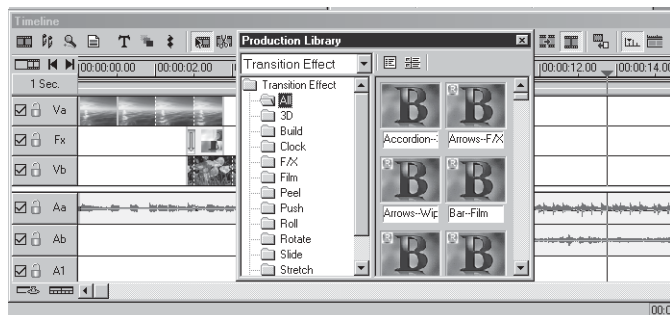 Timeline
Production Library
Transition Effect
00:00:00.00
00:00:02.00
00:00:12.00
00:00:14.0
1 Sec.
Va
Fx
Vb
Aa
Ab
A1
Transition Effect
All
3D
Build
Clock
F/X
Film
Peel
Push
Roll
Rotate
Slide
Stretch
B
B
Accordion--
Arrows--F/X
B
B
Arrows--Wip
Bar--Film
B
B
00:0